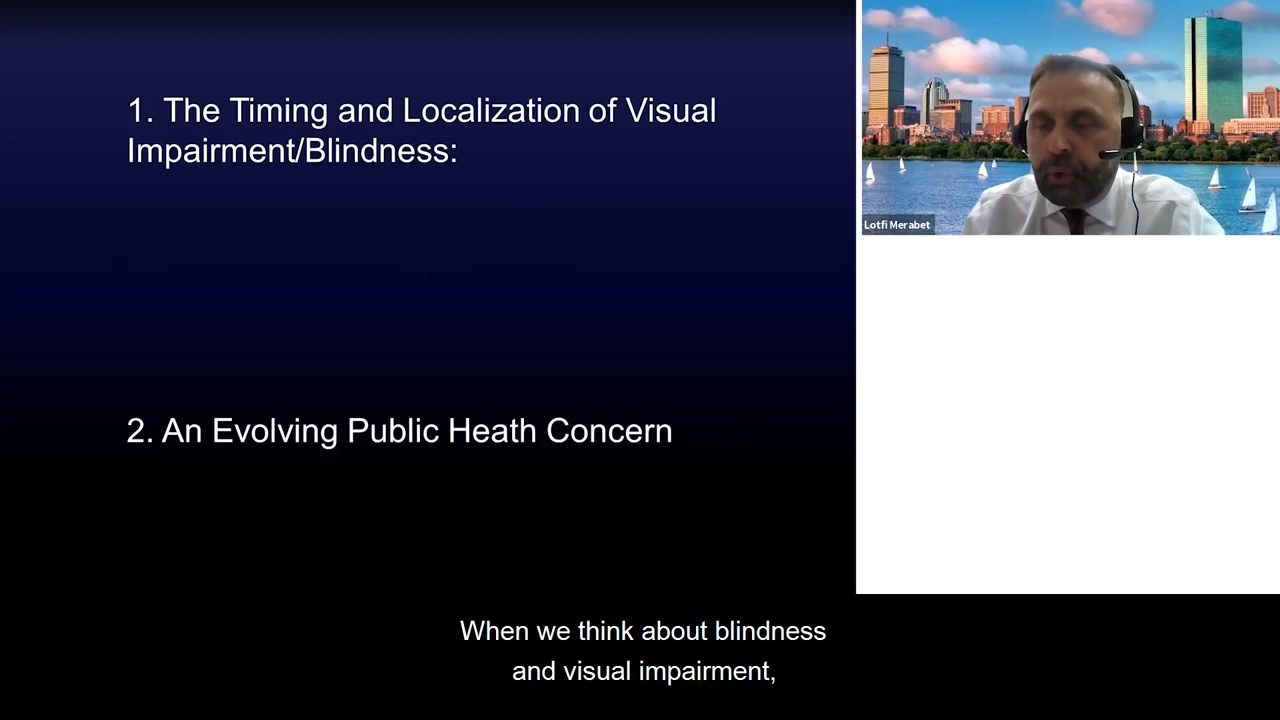 1. The Timing and Localization of Visual
Impairment/Blindness:
2. An Evolving Public Heath Concern
Lotfi Merabet
When we think about blindness
and visual impairment,